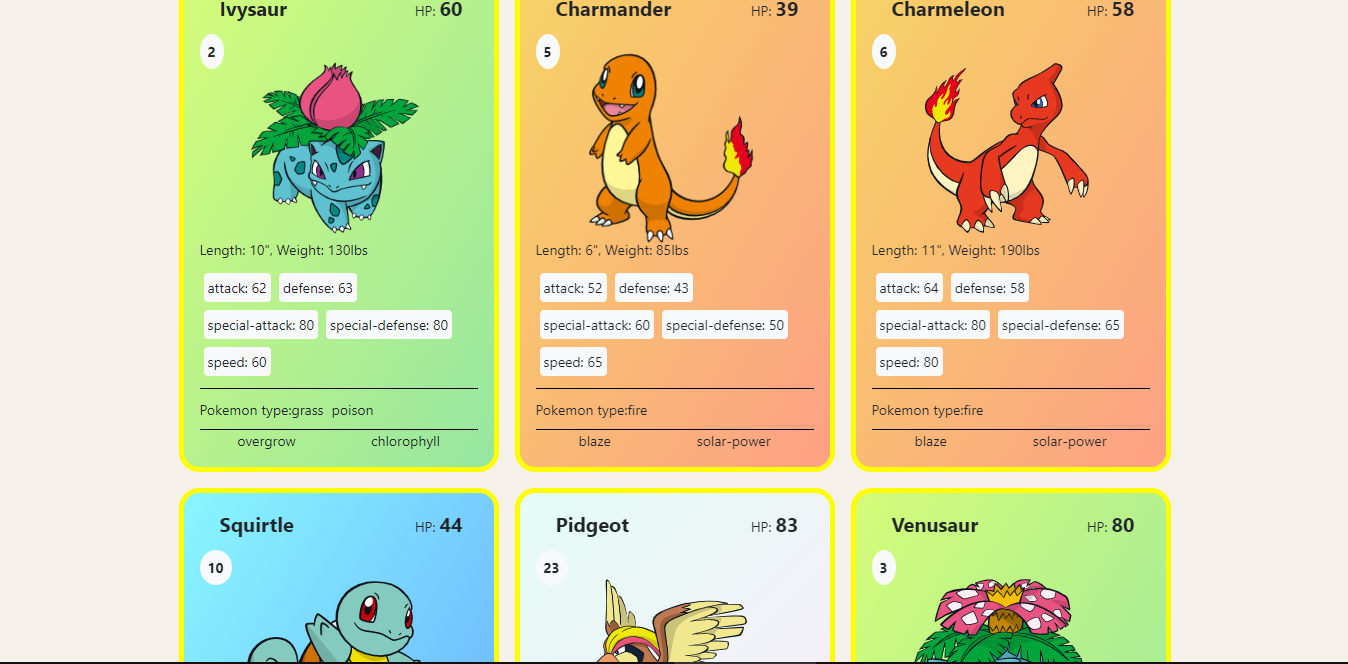 Ivysaur HP: 60
2
Length: 10", Weight: 130lbs
attack: 62 defense: 63
special-attack: 80 special-defense: 80
speed: 60
Pokemon type:grass poison
overgrow chlorophyll
Charmander HP: 39
5
Length: 6", Weight: 85lbs
attack: 52 defense: 43
special-attack: 60 special-defense: 50
speed: 65
Pokemon type:fire
blaze solar-power
Charmeleon HP: 58
6
Length: 11", Weight: 190lbs
attack: 64 defense: 58
special-attack: 80 special-defense: 65
speed: 80
Pokemon type:fire
blaze solar-power
Squirtle HP: 44
10
Pidgeot HP: 83
23
Venusaur HP: 80
3